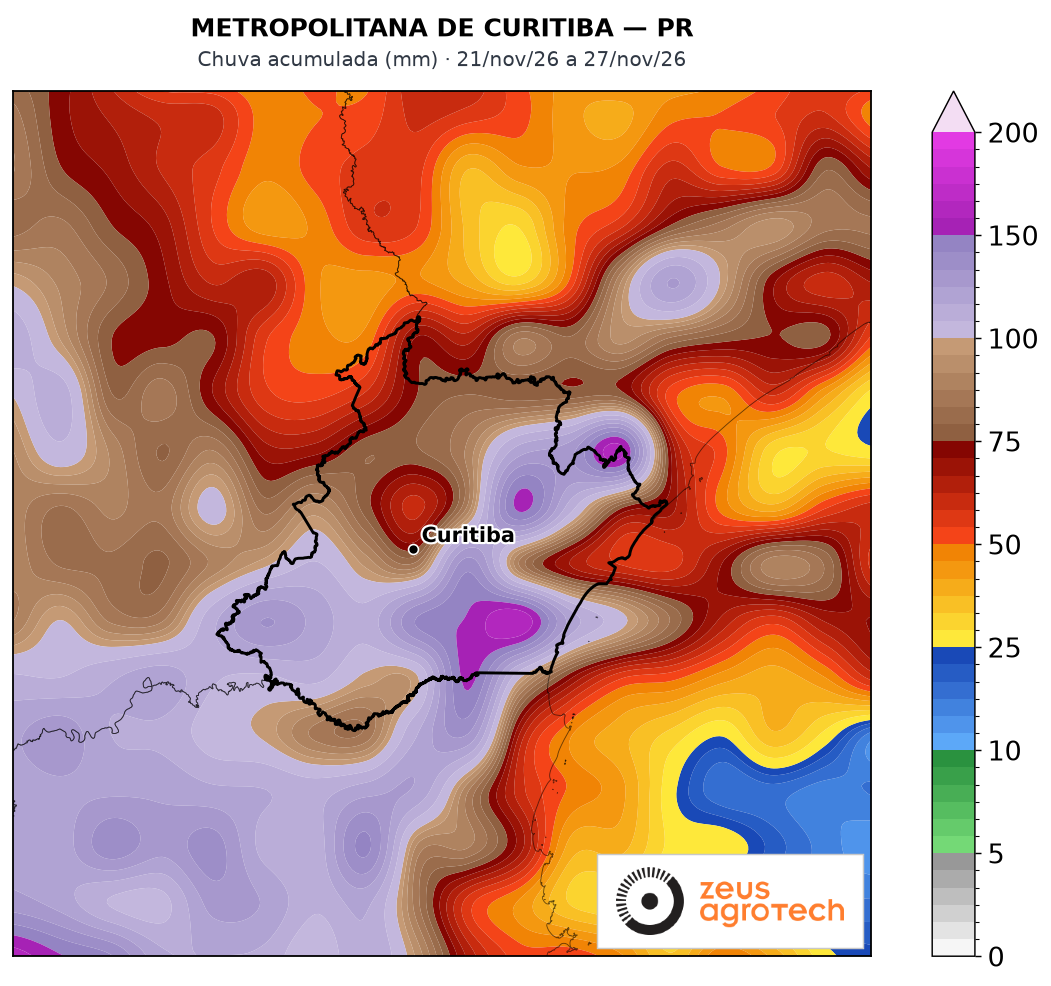 METROPOLITANA DE CURITIBA — PR
Chuva acumulada (mm) · 21/nov/26 a 27/nov/26
200
150
100
75
50
25
10
5
0
Curitiba
zeus
agrotech